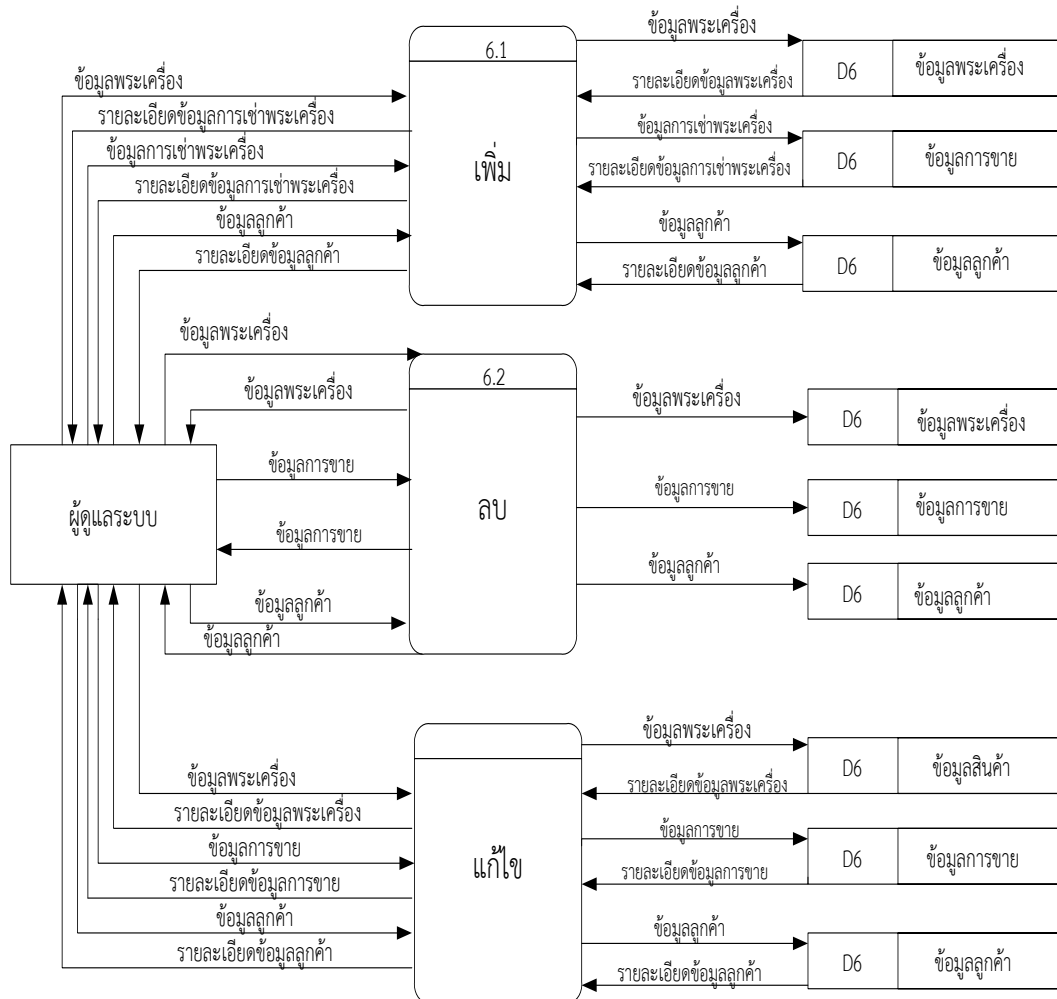 6.1
ข้อมูลพระเครื่อง
D6
ข้อมูลพระเครื่อง
ข้อมูลพระเครื่อง
รายละเอียดข้อมูลพระเครื่อง
รายละเอียดข้อมูลการเช่าพระเครื่อง
ข้อมูลการเช่าพระเครื่อง
ข้อมูลการเช่าพระเครื่อง
D6
ข้อมูลการขาย
เพิ่ม
รายละเอียดข้อมูลการเช่าพระเครื่อง
รายละเอียดข้อมูลการเช่าพระเครื่อง
ข้อมูลลูกค้า
ข้อมูลลูกค้า
D6
ข้อมูลลูกค้า
รายละเอียดข้อมูลลูกค้า
รายละเอียดข้อมูลลูกค้า
ข้อมูลพระเครื่อง
6.2
ข้อมูลพระเครื่อง
ข้อมูลพระเครื่อง
D6
ข้อมูลพระเครื่อง
ข้อมูลการขาย
ข้อมูลการขาย
D6
ข้อมูลการขาย
ผู้ดูแลระบบ
ลบ
ข้อมูลการขาย
ข้อมูลลูกค้า
D6
ข้อมูลลูกค้า
ข้อมูลลูกค้า
ข้อมูลลูกค้า
ข้อมูลพระเครื่อง
D6
ข้อมูลสินค้า
ข้อมูลพระเครื่อง
รายละเอียดข้อมูลพระเครื่อง
รายละเอียดข้อมูลพระเครื่อง
ข้อมูลการขาย
ข้อมูลการขาย
D6
ข้อมูลการขาย
แก้ไข
รายละเอียดข้อมูลการขาย
รายละเอียดข้อมูลการขาย
ข้อมูลลูกค้า
ข้อมูลลูกค้า
D6
ข้อมูลลูกค้า
รายละเอียดข้อมูลลูกค้า
รายละเอียดข้อมูลลูกค้า